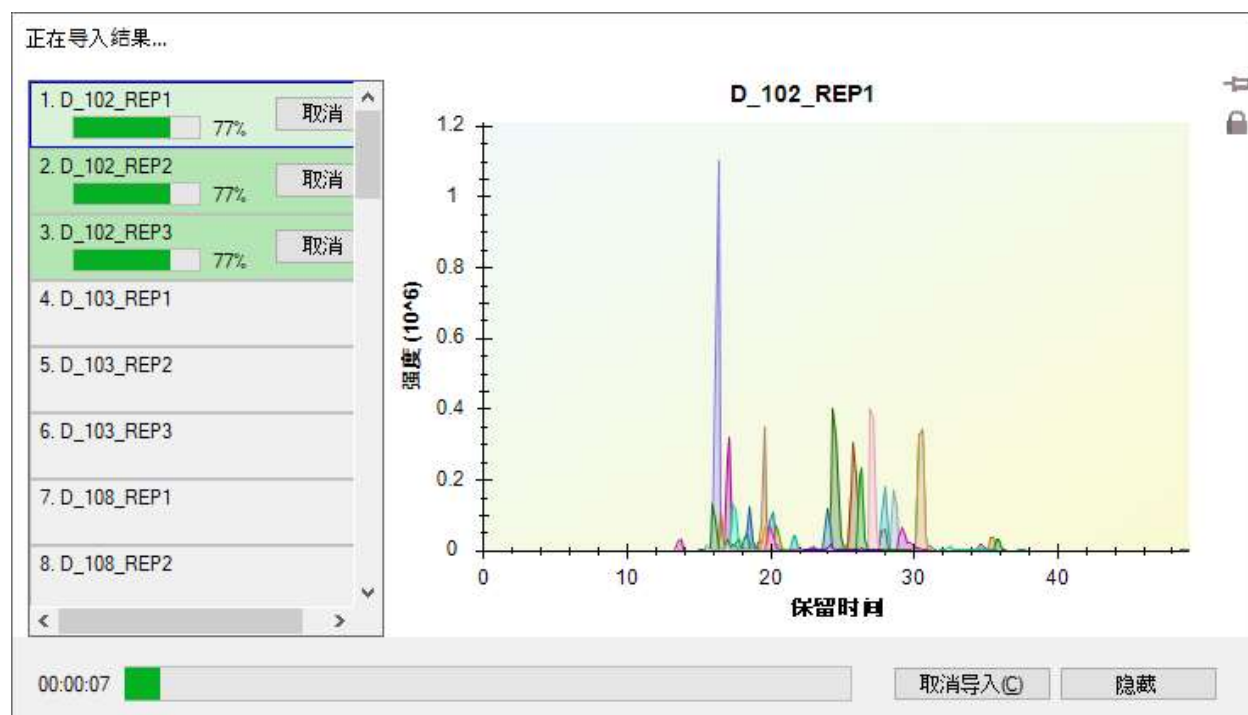 正在导入结果...
1. D_102_REP1
取消
77%
2. D_102_REP2
取消
77%
3. D_102_REP3
取消
77%
4. D_103_REP1
5. D_103_REP2
6. D_103_REP3
7. D_108_REP1
8. D_108_REP2
D_102_REP1
1.2
1
0.8
0.6
0.4
0.2
0
强度 (10^6)
0 10 20 30 40
保留时间
00:00:07
取消导入(C) 隐藏